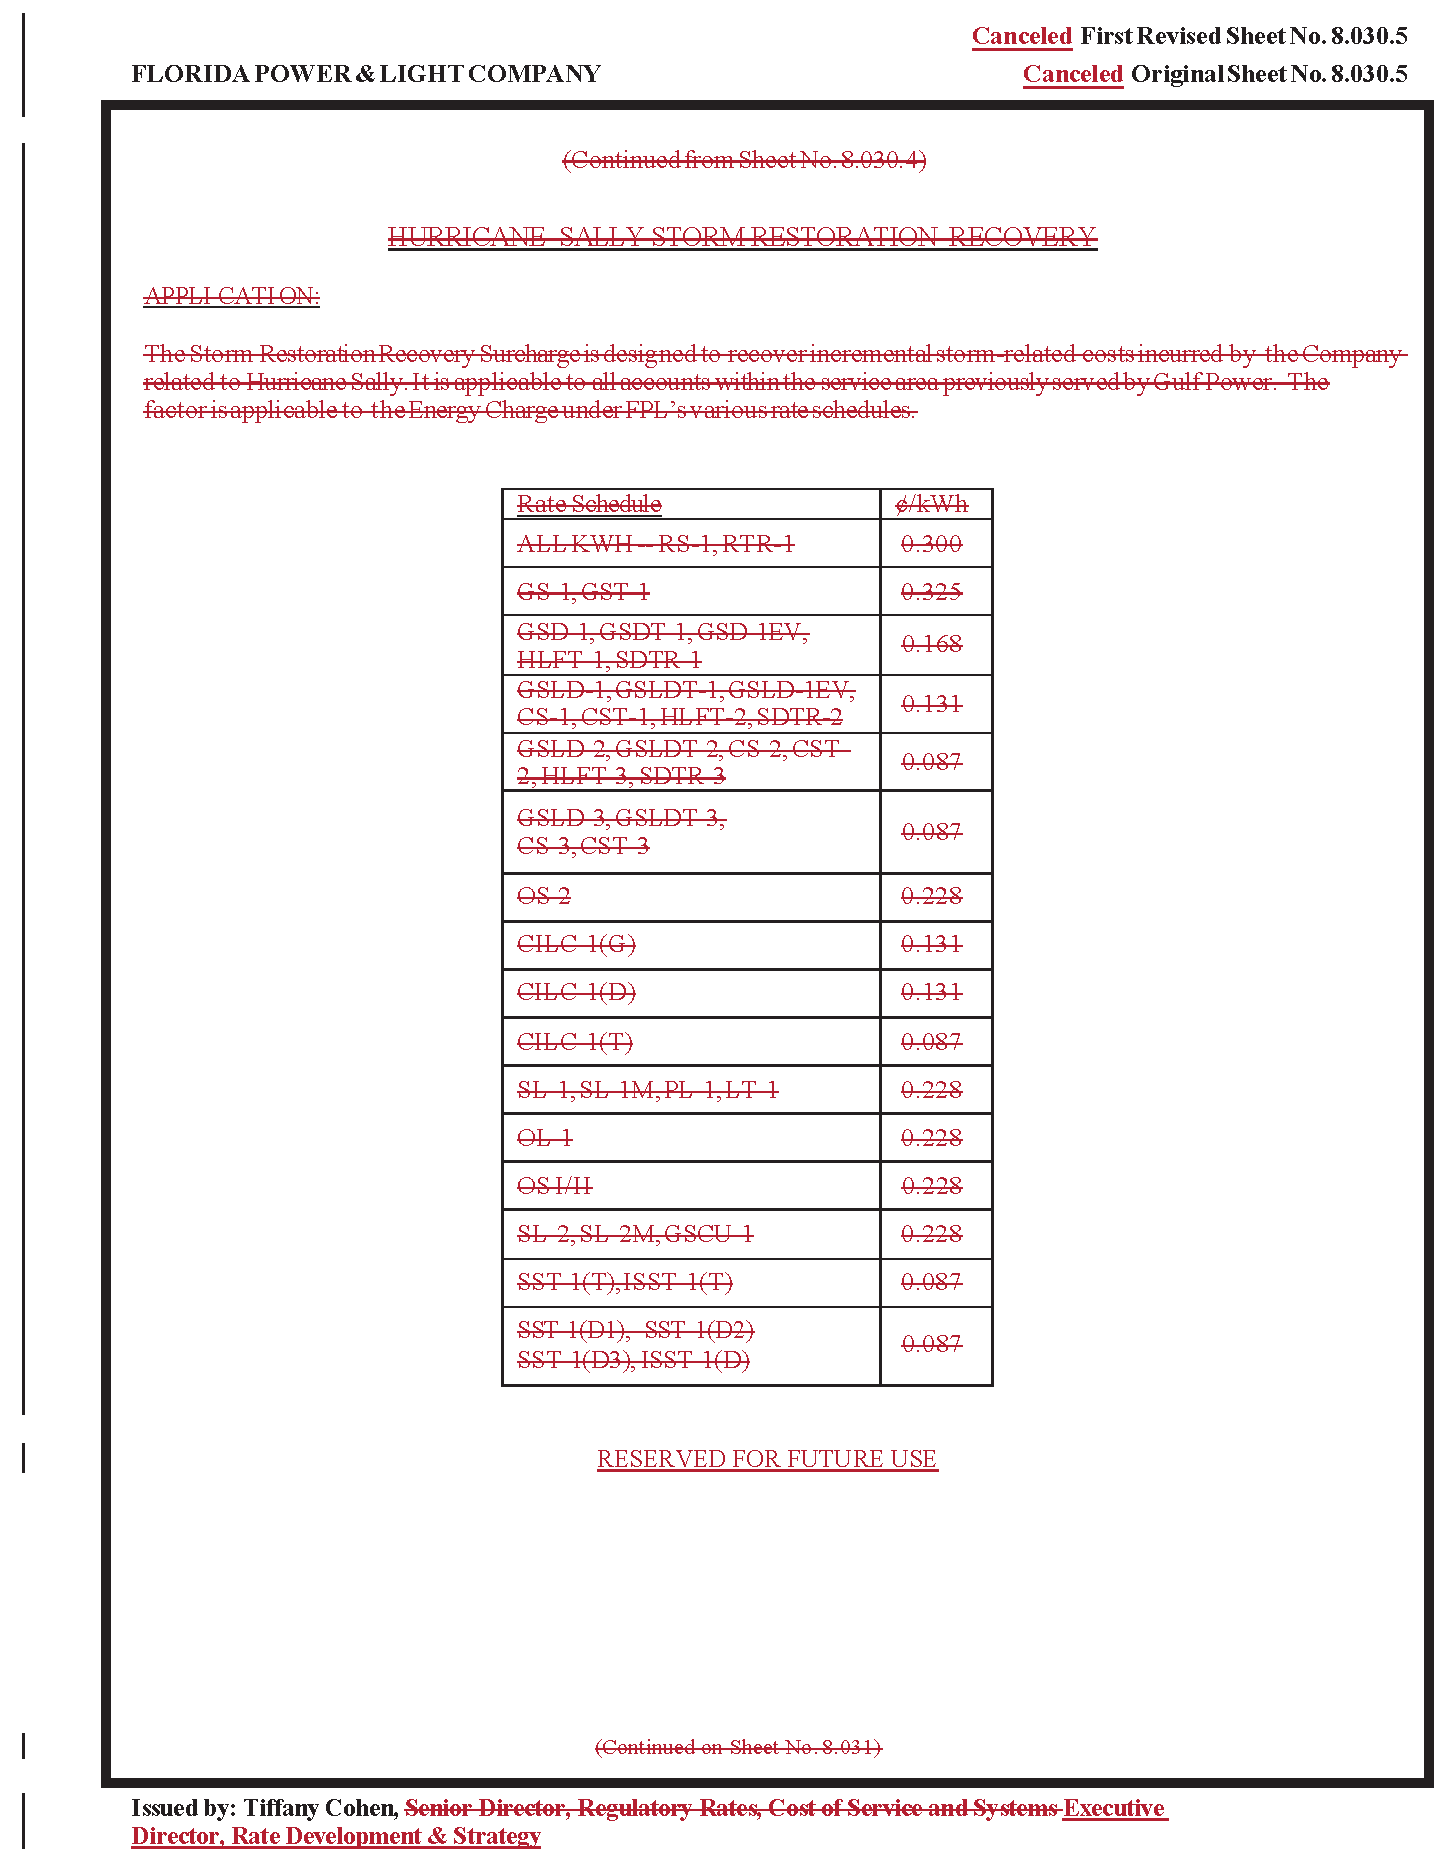 Canceled First Revised Sheet No. 8.030.5
FLORIDA POWER & LIGHT COMPANY Canceled Original Sheet No. 8.030.5
(Continued from Sheet No. 8.030.4)
HURRICANE SALLY STORM RESTORATION RECOVERY
APPLICATION:
The Storm Restoration Recovery Surcharge is designed to recover incremental storm-related costs incurred by the Company
related to Hurricane Sally. It is applicable to all accounts within the service area previously served by Gulf Power. The
factor is applicable to the Energy Charge under FPL's various rate schedules.
Rate Schedule ¢/kWh
ALL KWH – RS-1, RTR-1 0.300
GS-1, GST-1 0.325
GSD-1, GSDT-1, GSD-1EV,
HLFT-1, SDTR-1 0.168
GSLD-1, GSLDT-1, GSLD-1EV,
CS-1, CST-1, HLFT-2, SDTR-2 0.131
GSLD-2, GSLDT-2, CS-2, CST-
2, HLFT-3, SDTR-3 0.087
GSLD-3, GSLDT-3,
CS-3, CST-3 0.087
OS-2 0.228
CILC-1(G) 0.131
CILC-1(D) 0.131
CILC-1(T) 0.087
SL-1, SL-1M, PL-1, LT-1 0.228
OL-1 0.228
OS I/II 0.228
SL-2, SL-2M, GSCU-1 0.228
SST-1(T), ISST-1(T) 0.087
SST-1(D1), SST-1(D2)
SST-1(D3), ISST-1(D) 0.087
RESERVED FOR FUTURE USE
(Continued on Sheet No. 8.031)
Issued by: Tiffany Cohen, Senior Director, Regulatory Rates, Cost of Service and Systems Executive
Director, Rate Development & Strategy